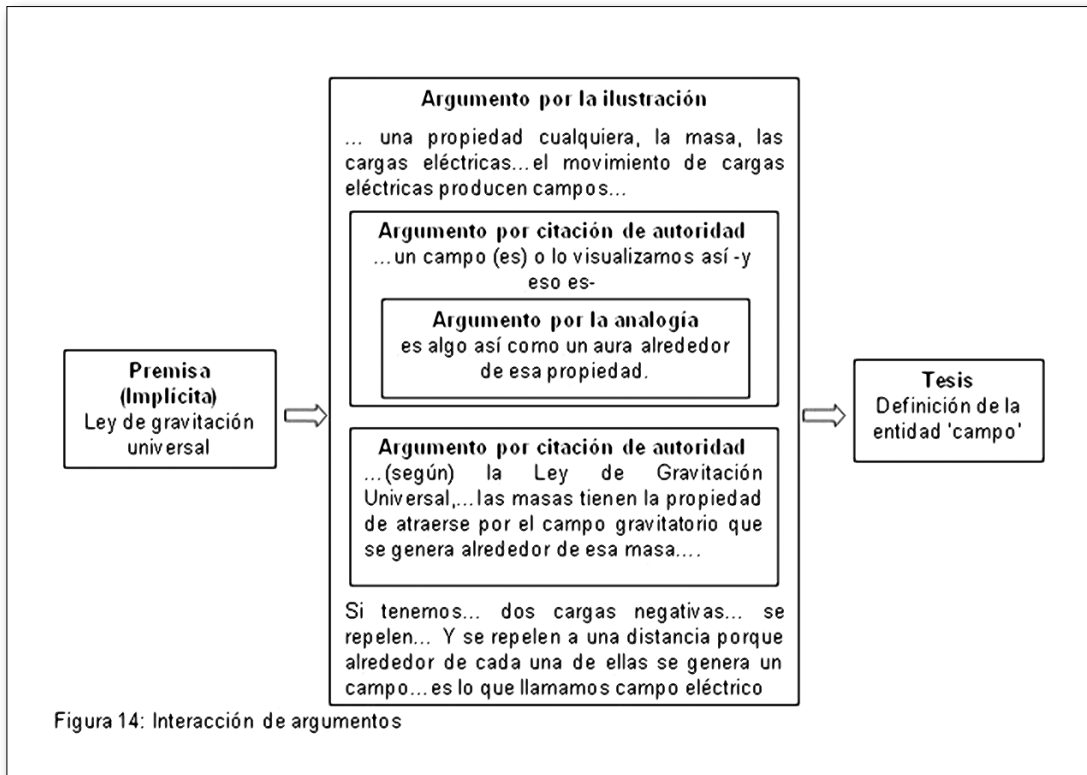 Argumento por la ilustración
... una propiedad cualquiera, la masa, las
cargas eléctricas...el movimiento de cargas
eléctricas producen campos...
Argumento por citación de autoridad
...un campo (es) o lo visualizamos así -y
eso es-
Argumento por la analogía
es algo así como un aura alrededor
de esa propiedad.
Premisa
(Implícita)
Ley de gravitación
universal
Argumento por citación de autoridad
...(según) la Ley de Gravitación
Universal,...las masas tienen la propiedad
de atraerse por el campo gravitatorio que
se genera alrededor de esa masa....
Si tenemos... dos cargas negativas... se
repelen... Y se repelen a una distancia porque
alrededor de cada una de ellas se genera un
campo...es lo que llamamos campo eléctrico
Tesis
Definición de la
entidad 'campo'
Figura 14: Interacción de argumentos